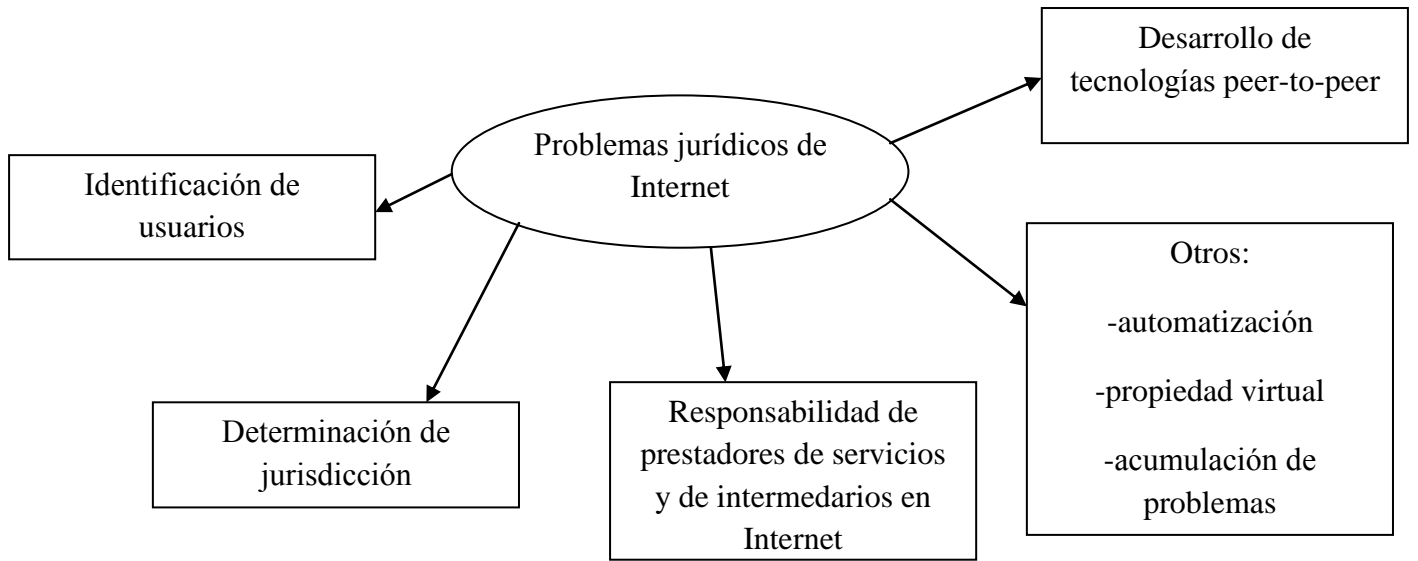 Problemas jurídicos de
Internet
Desarrollo de
tecnologías peer-to-peer
Identificación de
usuarios
Otros:
-automatización
-propiedad virtual
-acumulación de
problemas
Determinación de
jurisdicción
Responsabilidad de
prestadores de servicios
y de intermedarios en
Internet